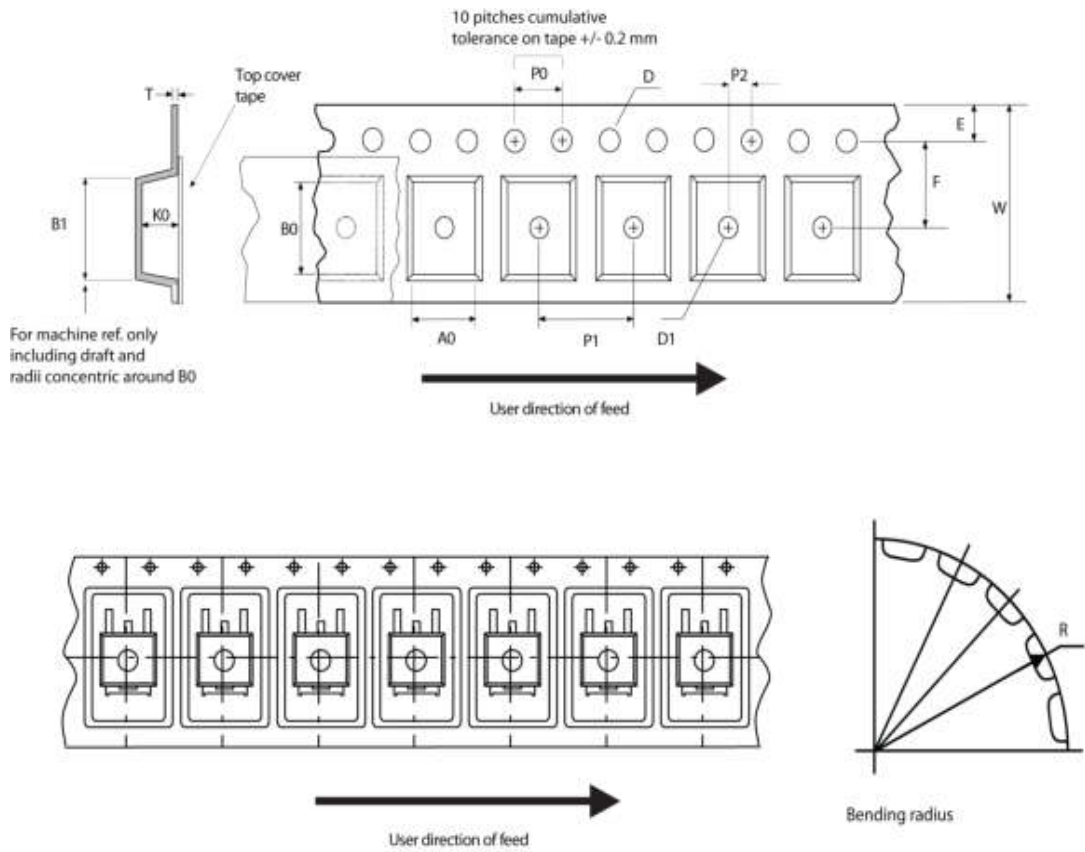 10 pitches cumulative
tolerance on tape +/- 0.2 mm
Top cover
tape
T
P0
D
P2
E
F
W
B1
K0
B0
For machine ref. only
including draft and
radii concentric around B0
A0
P1
D1
User direction of feed
R
Bending radius
User direction of feed